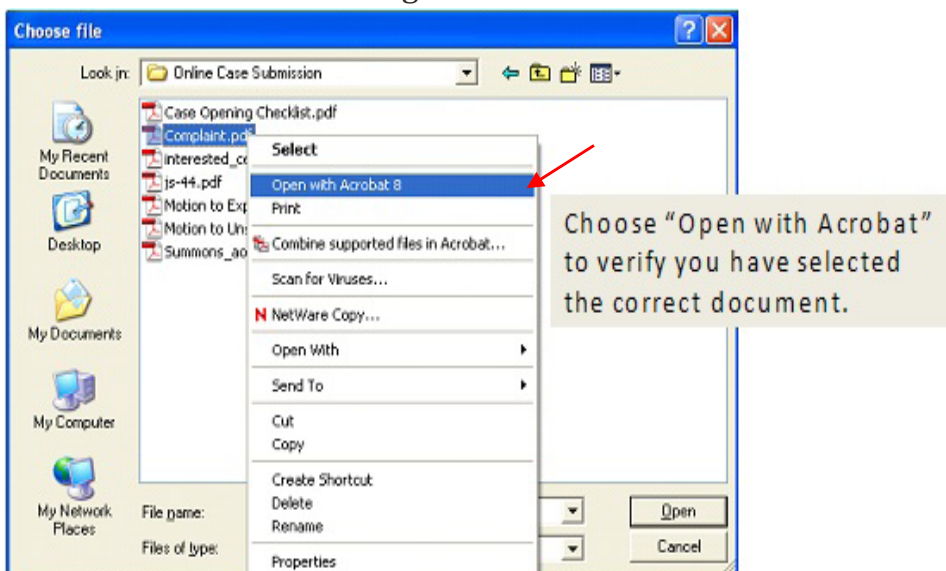 Choose file
Look in: Online Case Submission
Case Opening Checklist.pdf
Complaint.pdf
interested_ce
js-44.pdf
Motion to Exp
Motion to Un
Summons_ao
My Recent
Documents
Desktop
My Documents
My Computer
My Network
Places
Select
Open with Acrobat 8
Print
Combine supported files in Acrobat...
Scan for Viruses...
N NetWare Copy...
Open With
Send To
Cut
Copy
Create Shortcut
Delete
Rename
Properties
File name:
Files of type:
Open
Cancel
Choose “Open with Acrobat”
to verify you have selected
the correct document.